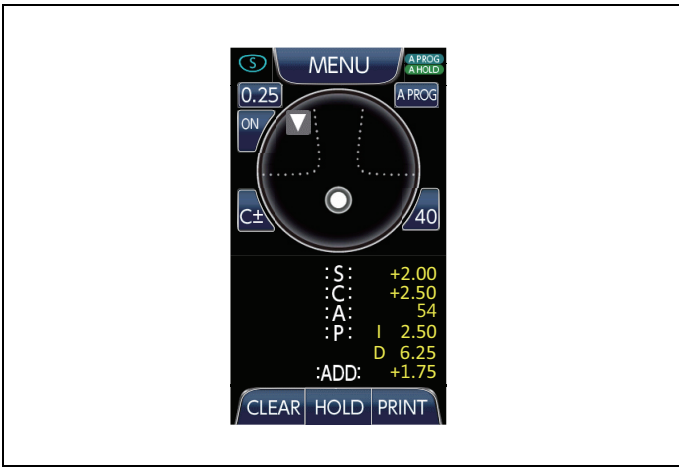 S MENU A PROG
A HOLD
0.25 A PROG
ON
C± 40
:S: +2.00
:C: +2.50
:A: 54
:P: I 2.50
D 6.25
:ADD: +1.75
CLEAR HOLD PRINT